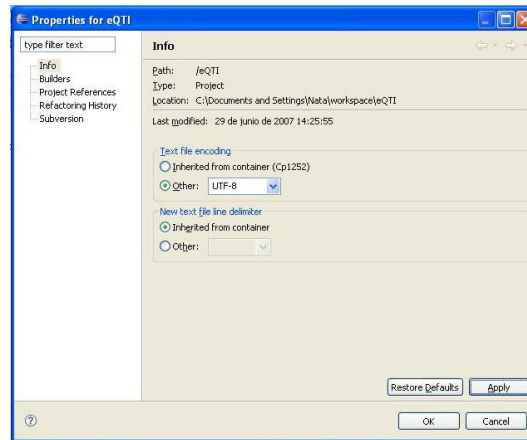 Properties for eQTI
type filter text
Info
Builders
Project References
Refactoring History
Subversion
Info
Path: /eQTI
Type: Project
Location: C:\Documents and Settings\Nata\workspace\eQTI
Last modified: 29 de junio de 2007 14:25:55
Text file encoding
Inherited from container (Cp1252)
Other: UTF-8
New text file line delimiter
Inherited from container
Other:
Restore Defaults Apply
? OK Cancel